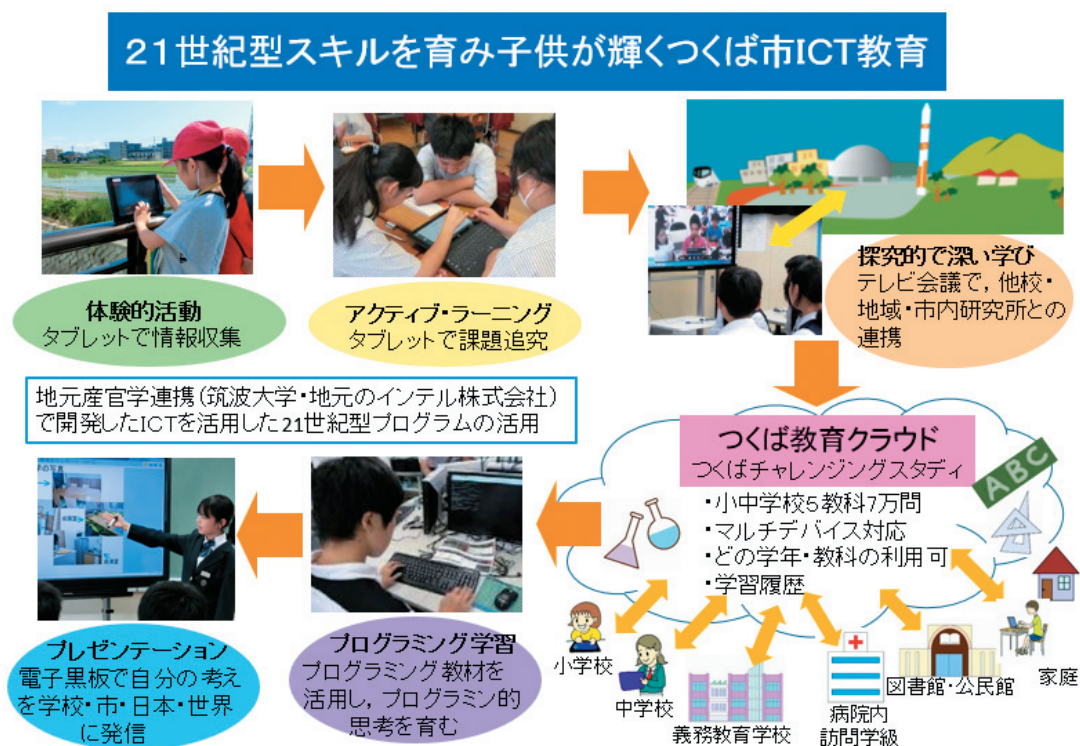 21世紀型スキルを育み子供が輝くつくば市ICT教育
体験的活動
タブレットで情報収集
アクティブ・ラーニング
タブレットで課題追究
探究的で深い学び
テレビ会議で，他校・
地域・市内研究所との
連携
地元産官学連携(筑波大学・地元のインテル株式会社)
で開発したICTを活用した21世紀型プログラムの活用
つくば教育クラウド
つくばチャレンジングスタディ
・小中学校5教科7万問
・マルチデバイス対応
・どの学年・教科の利用可
・学習履歴
ABC
小学校
中学校
義務教育学校
病院内
訪問学級
図書館・公民館
家庭
プログラミング学習
プログラミング教材を
活用し，プログラミン的
思考を育む
プレゼンテーション
電子黒板で自分の考え
を学校・市・日本・世界
に発信